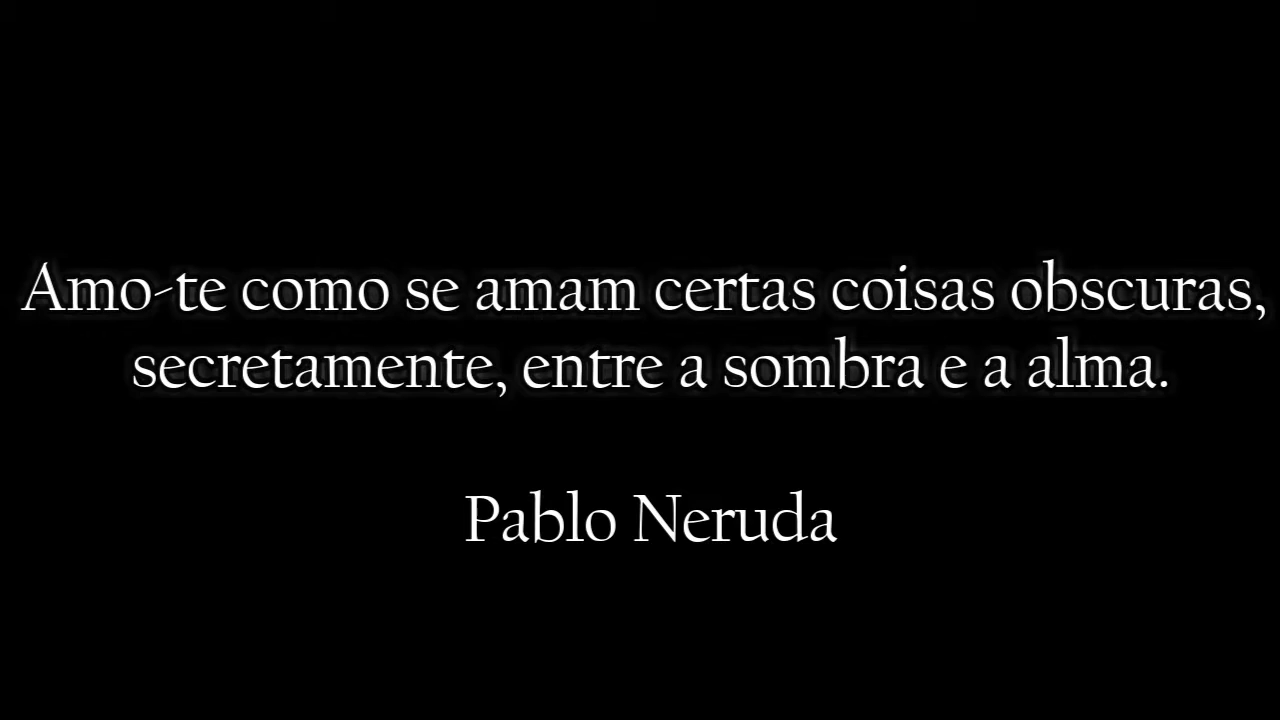 Amo-te como se amam certas coisas obscuras,
secretamente, entre a sombra e a alma.
Pablo Neruda